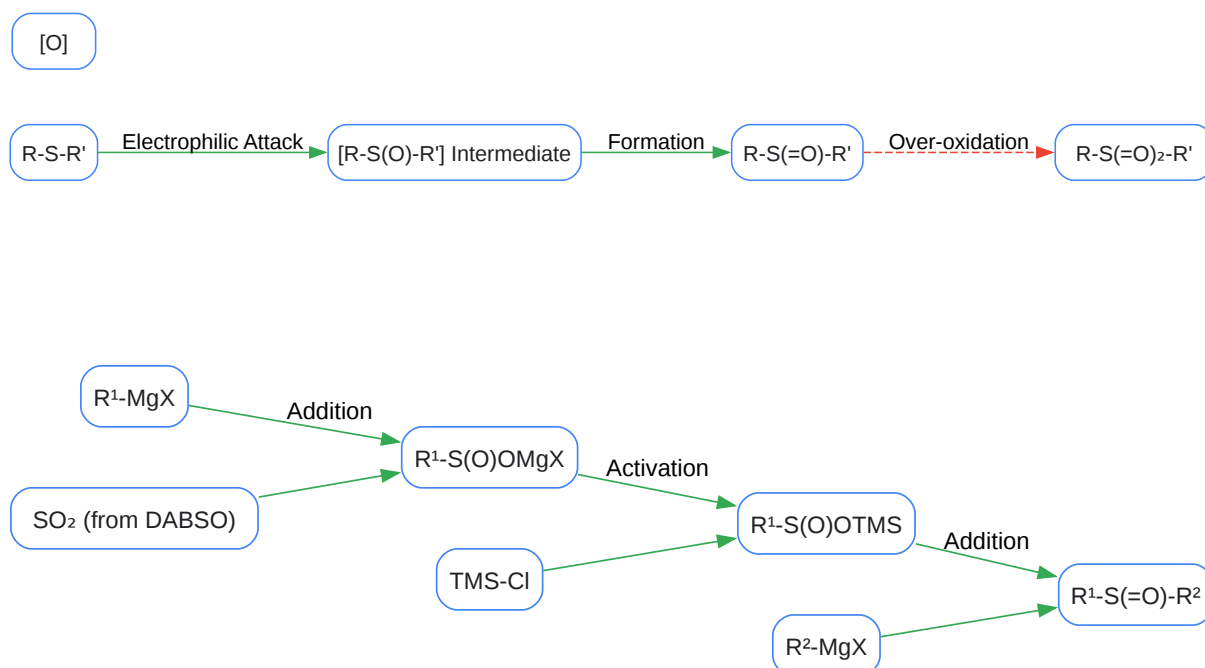 [O]
R-S-R'
Electrophilic Attack
[R-S(O)-R'] Intermediate
Formation
R-S(=O)-R'
Over-oxidation
R-S(=O)₂-R'
R¹-MgX
Addition
R¹-S(O)OMgX
Activation
SO₂ (from DABSO)
R¹-S(O)OTMS
Addition
TMS-Cl
R¹-S(=O)-R²
R²-MgX